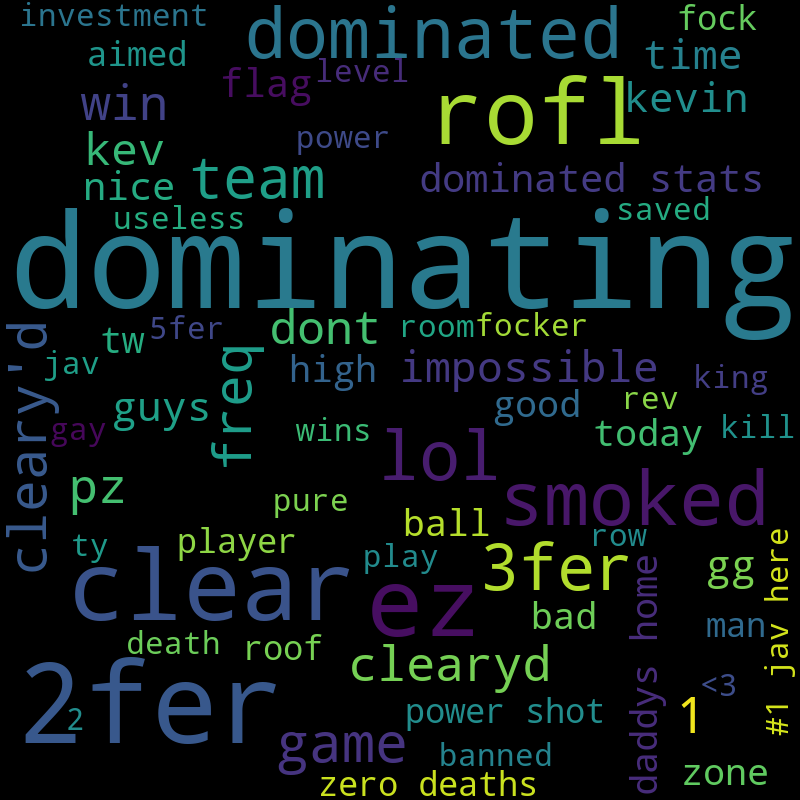 investment
dominated
fock
aimed
time
level
flag
win
rofl
kevin
power
kev
nice
team
dominated stats
useless
saved
dominating
cleary'd
tw
5fer
dont
room
focker
jav
freq
high
impossible
king
guys
good
rev
gay
wins
today
kill
lol
pz
pure
smoked
ball
row
ty
player
play
3fer
gg
#1 jav here
clear
ez
bad
daddys home
man
death
roof
clearyd
2fer
2
<3
power shot
1
game
banned
zone
zero deaths